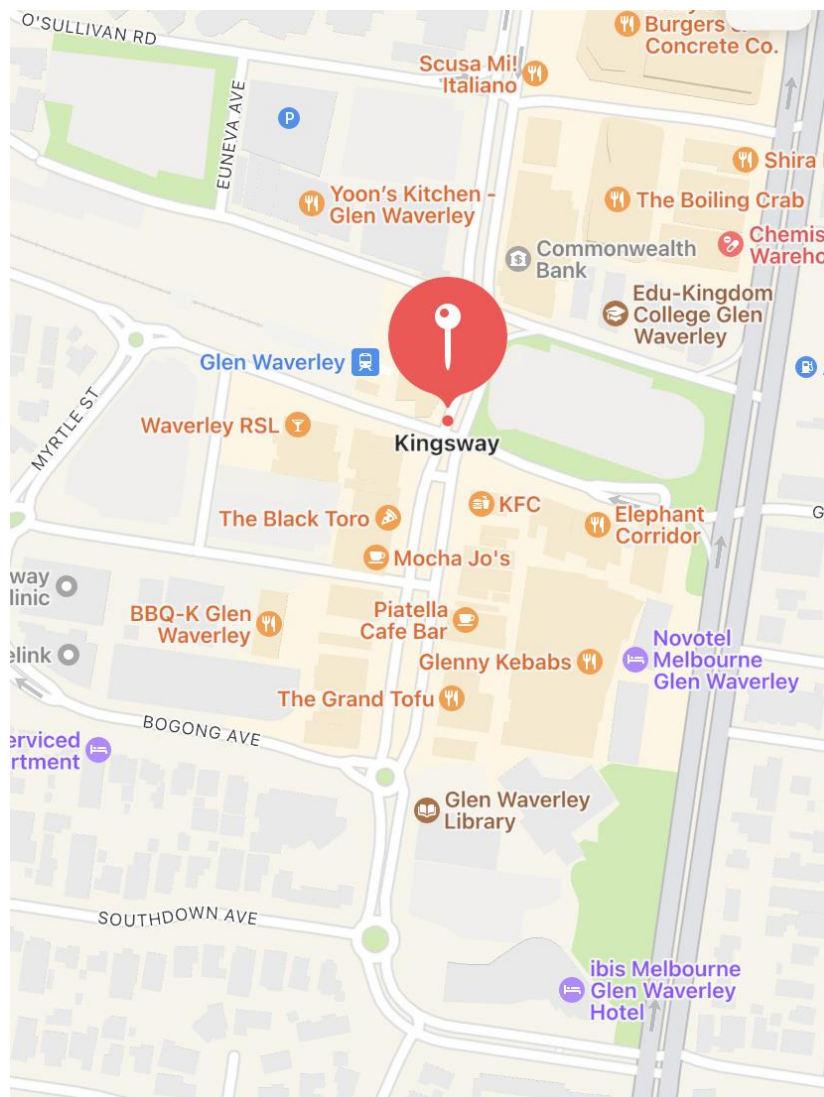 O'SULLIVAN RD
Burgers &
Concrete Co.
Scusa Mi!
Italiano
EUNEVA AVE
P
Shira
Yoon's Kitchen -
Glen Waverley
The Boiling Crab
Commonwealth
Bank
Chemis
Wareho
Edu-Kingdom
College Glen
Waverley
Glen Waverley
MYRTLE ST
Waverley RSL
Kingsway
The Black Toro
KFC
Elephant
Corridor
G
Mocha Jo's
way
linic
BBQ-K Glen
Waverley
Piatella
Cafe Bar
elink
Glenny Kebabs
Novotel
Melbourne
Glen Waverley
The Grand Tofu
BOGONG AVE
erviced
rtment
Glen Waverley
Library
SOUTHDOWN AVE
ibis Melbourne
Glen Waverley
Hotel